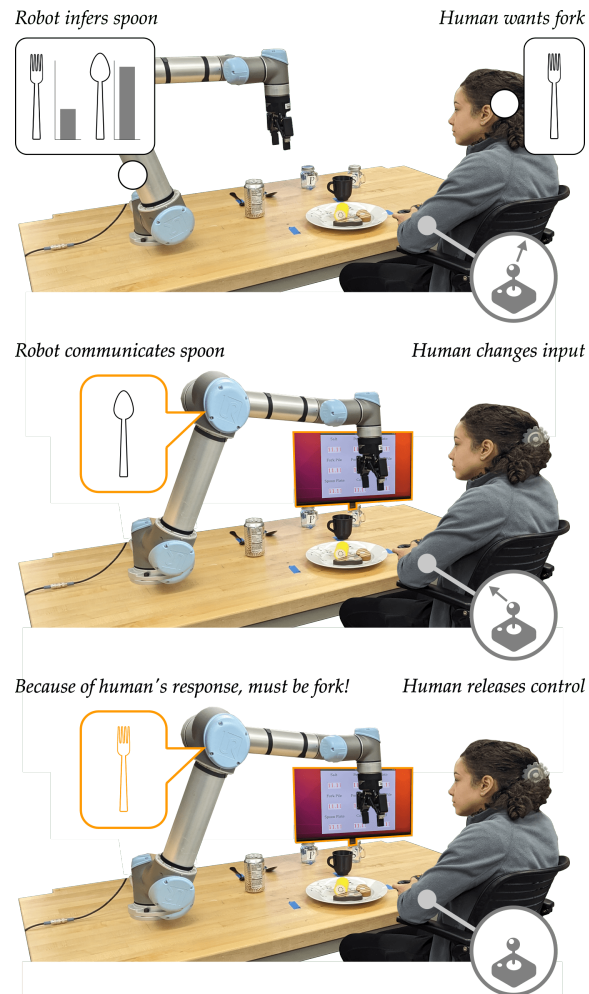 Robot infers spoon
Human wants fork
Robot communicates spoon
Human changes input
Because of human's response, must be fork!
Human releases control